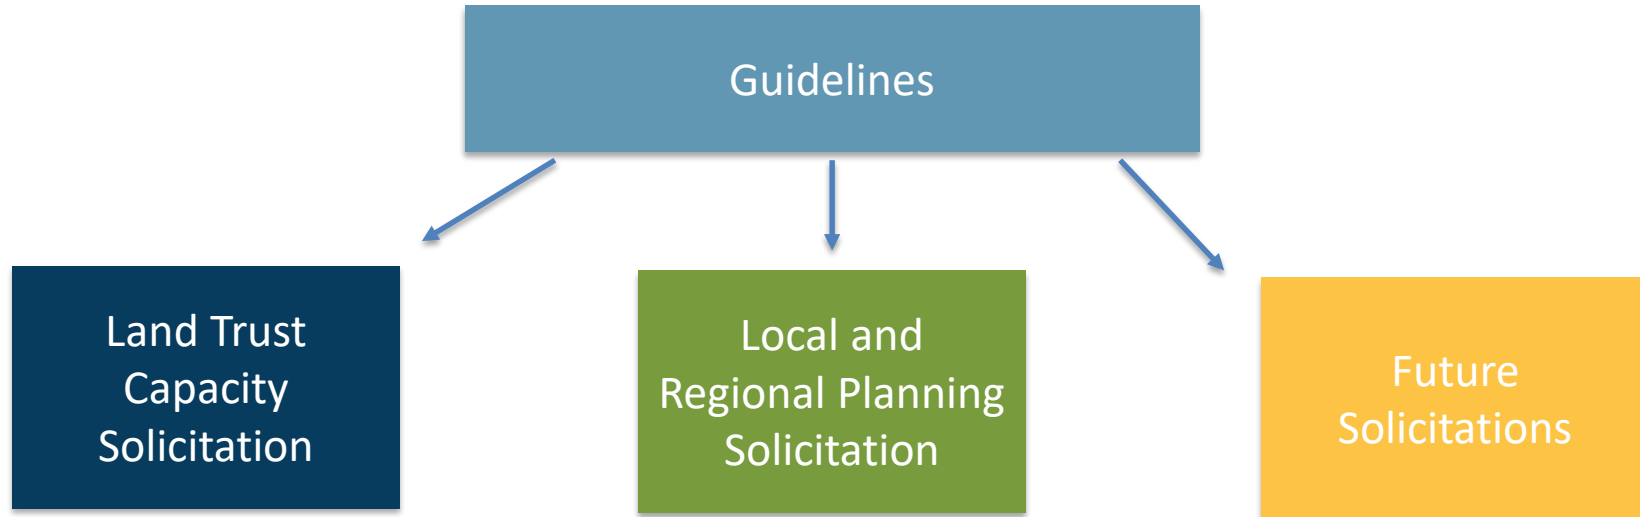 Guidelines
Land Trust
Capacity
Solicitation
Local and
Regional Planning
Solicitation
Future
Solicitations